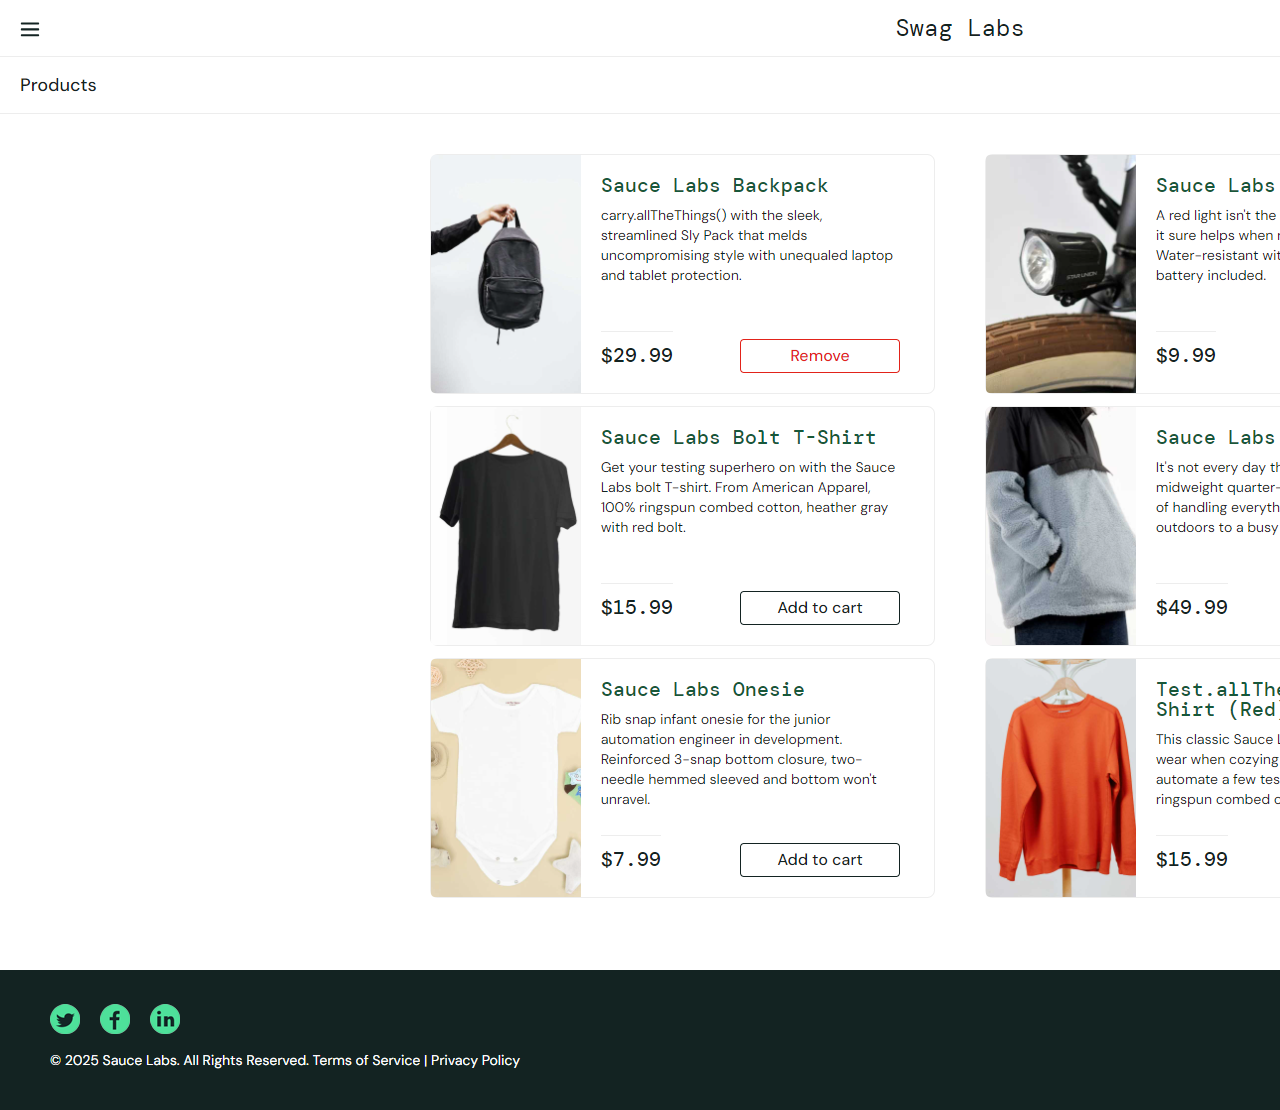 Swag Labs
Products
Sauce Labs Backpack
carry.allTheThings() with the sleek,
streamlined Sly Pack that melds
uncompromising style with unequaled laptop
and tablet protection.
$29.99
Remove
Sauce Labs
A red light isn't the
it sure helps when
Water-resistant
battery included.
$9.99
Sauce Labs Bolt T-Shirt
Get your testing superhero on with the Sauce
Labs bolt T-shirt. From American Apparel,
100% ringspun combed cotton, heather gray
with red bolt.
$15.99
Add to cart
Sauce Labs
It's not every day
midweight quarter-
of handling
outdoors to a busy
$49.99
Sauce Labs Onesie
Rib snap infant onesie for the junior
automation engineer in development.
Reinforced 3-snap bottom closure, two-
needle hemmed sleeved and bottom won't
unravel.
$7.99
Add to cart
Test.allThe
Shirt (Red)
This classic Sauce
wear when cozying
automate a few
ringspun combed
$15.99
© 2025 Sauce Labs. All Rights Reserved. Terms of Service | Privacy Policy